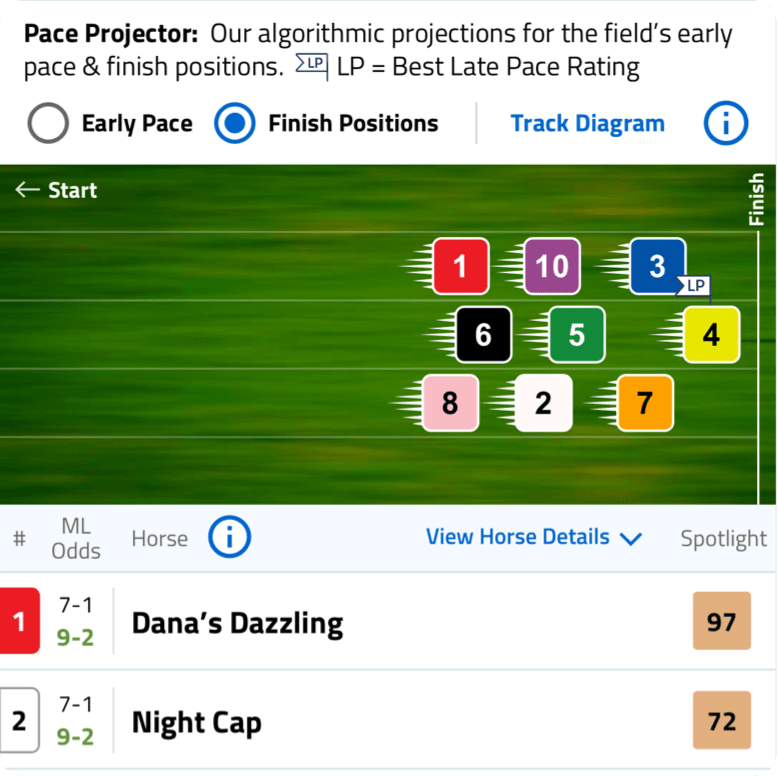 Pace Projector: Our algorithmic projections for the field's early
pace & finish positions. ΣLP LP = Best Late Pace Rating
Early Pace Finish Positions Track Diagram i
← Start
Finish
1 10 3
LP
6 5 4
8 2 7
# ML Odds Horse i View Horse Details Spotlight
1 7-1 Dana's Dazzling 97
9-2
2 7-1 Night Cap 72
9-2